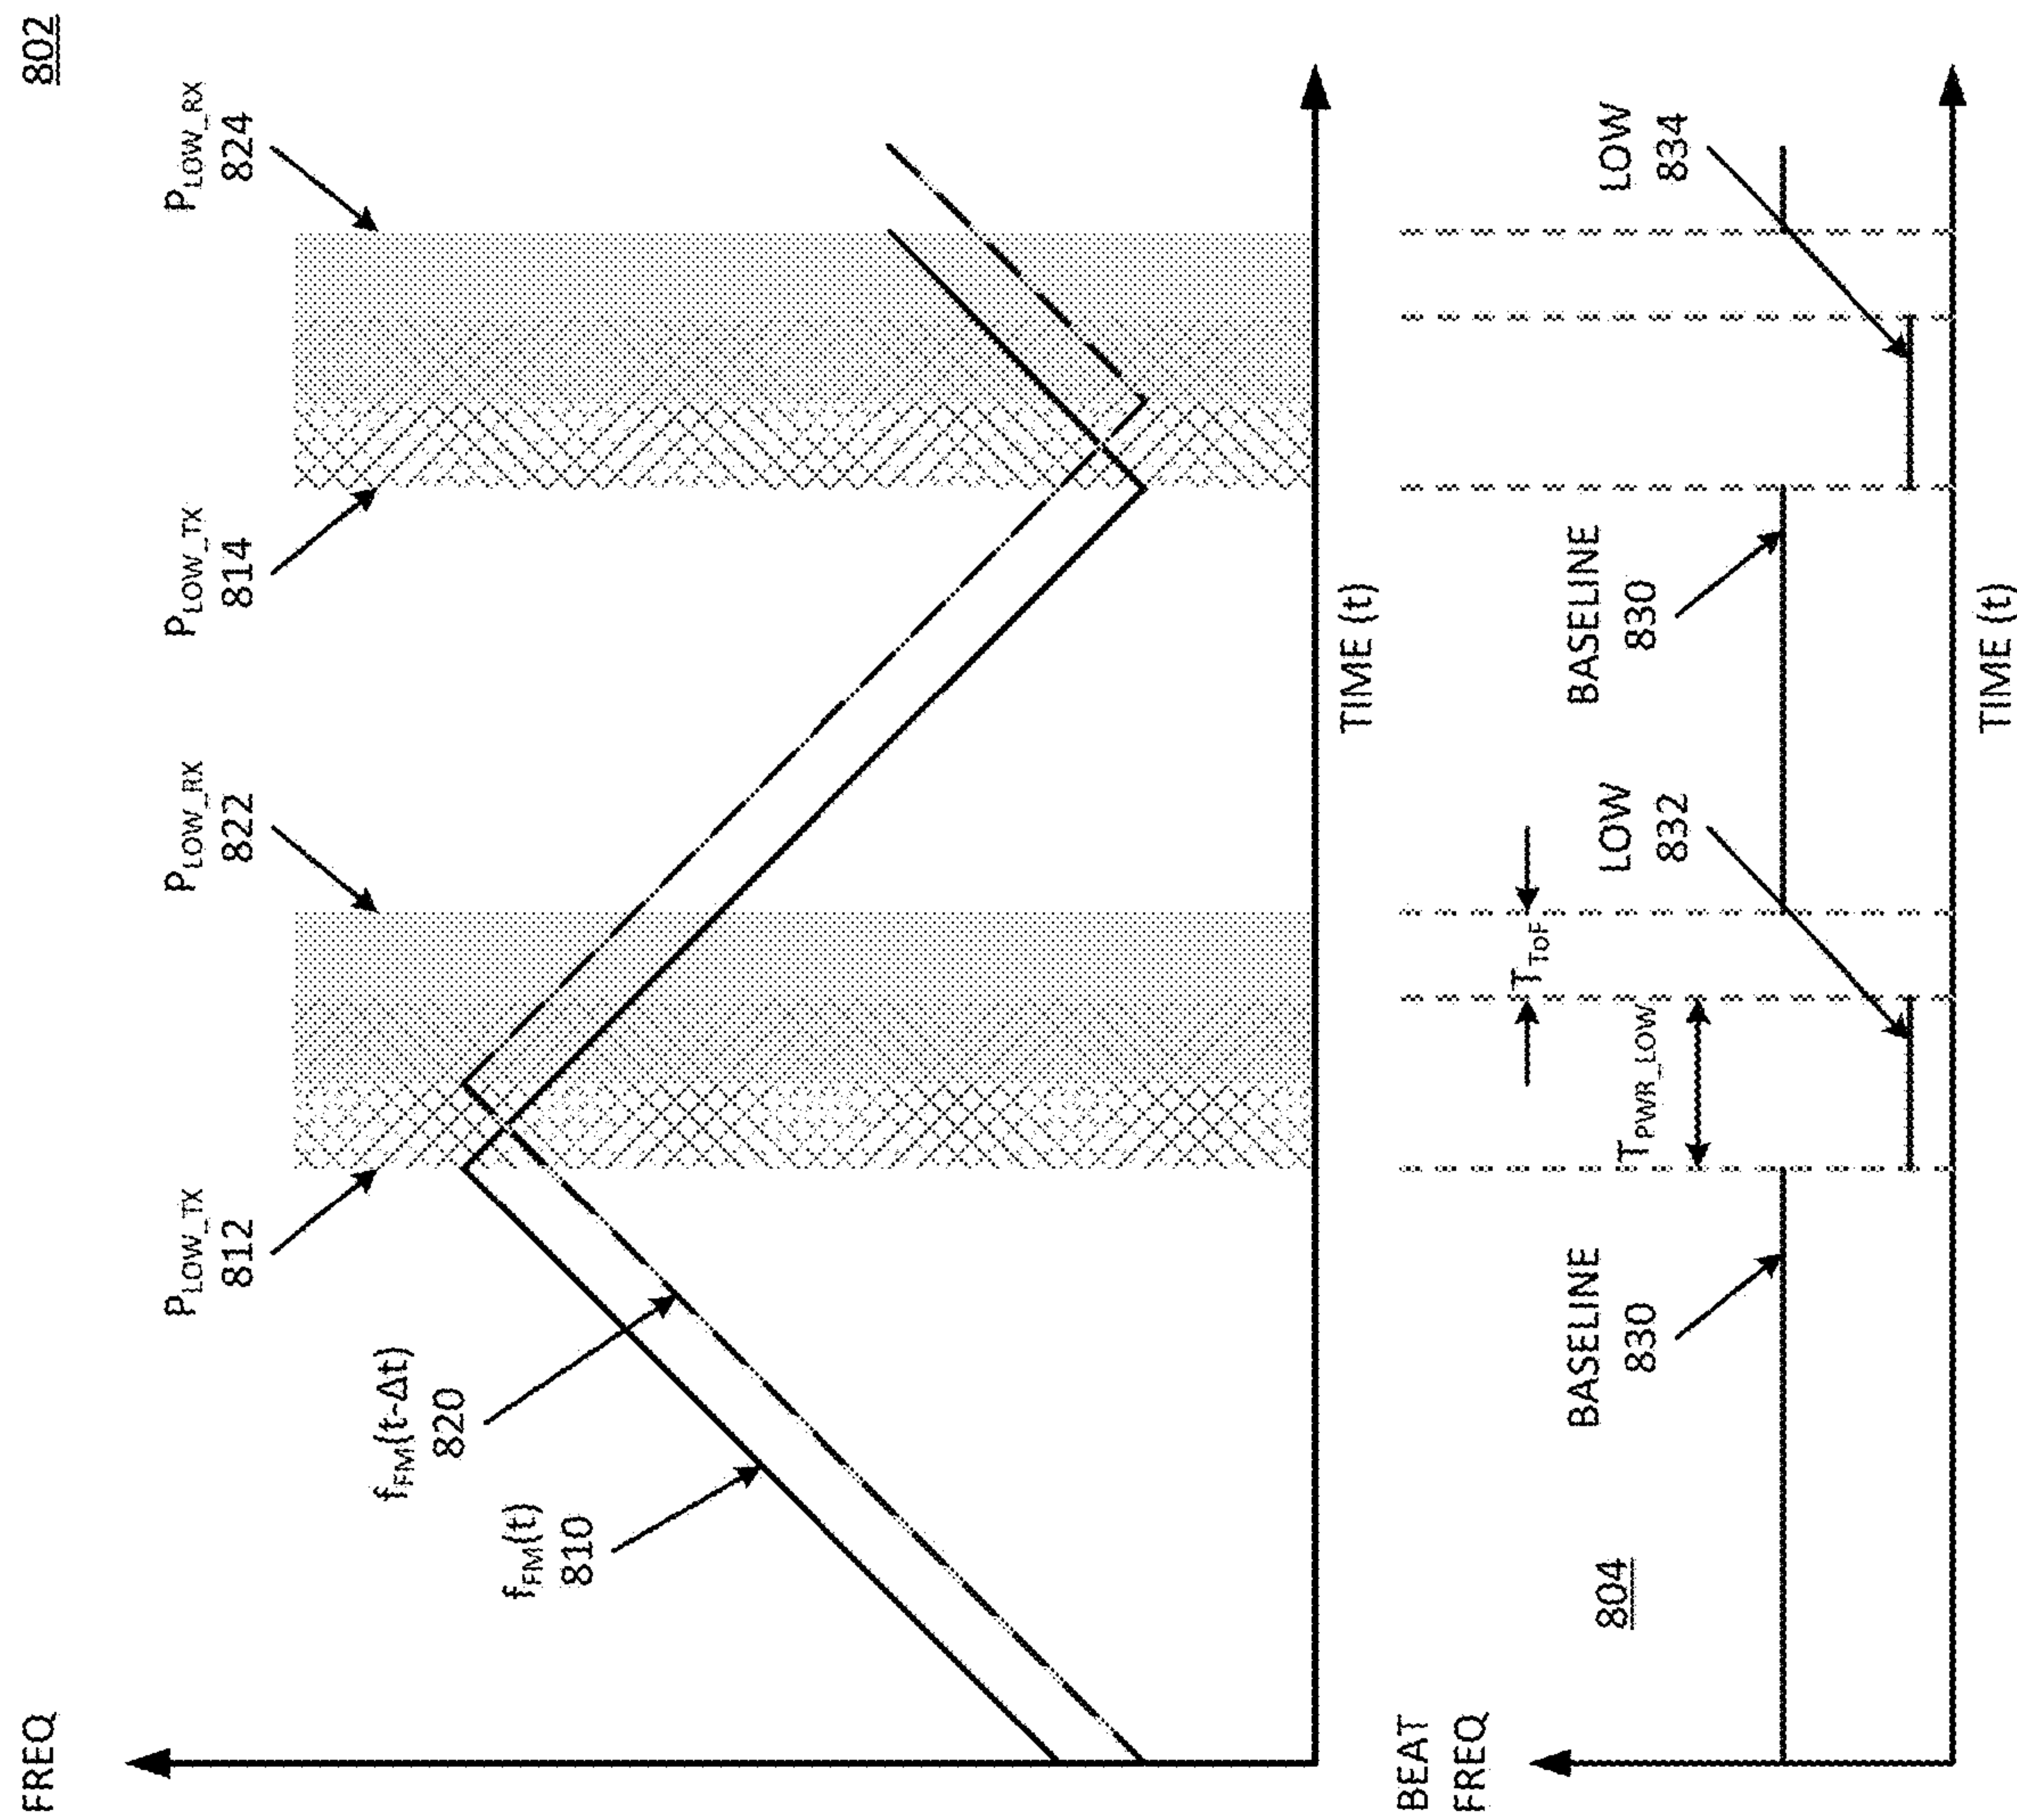 802
FREQ
P_LOW_TX
812
P_LOW_RX
822
P_LOW_TX
814
P_LOW_RX
824
f_FM(t-Δt)
820
f_FM(t)
810
TIME (t)
BEAT
FREQ
804
BASELINE
830
T_PWR_LOW
T_ToF
LOW
832
BASELINE
830
LOW
834
TIME (t)